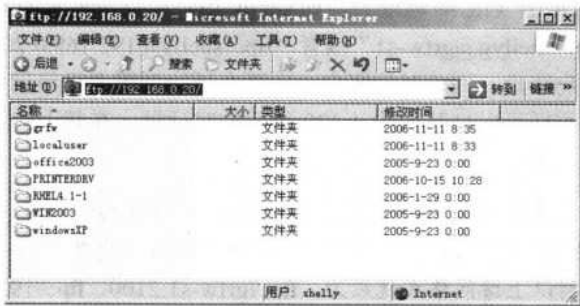 ftp://192.168.0.20/ - Microsoft Internet Explorer
文件(F) 编辑(E) 查看(V) 收藏(A) 工具(T) 帮助(H)
后退 搜索 文件夹
地址(D) ftp://192.168.0.20/ 转到 链接 »
名称 大小 类型 修改时间
grfw 文件夹 2006-11-11 8:35
localuser 文件夹 2006-11-11 8:33
office2003 文件夹 2005-9-23 0:00
PRINTERDRV 文件夹 2006-10-15 10:28
RHEL4.1-1 文件夹 2006-1-29 0:00
WIN2003 文件夹 2005-9-23 0:00
windowsXP 文件夹 2005-9-23 0:00
用户: shelly Internet